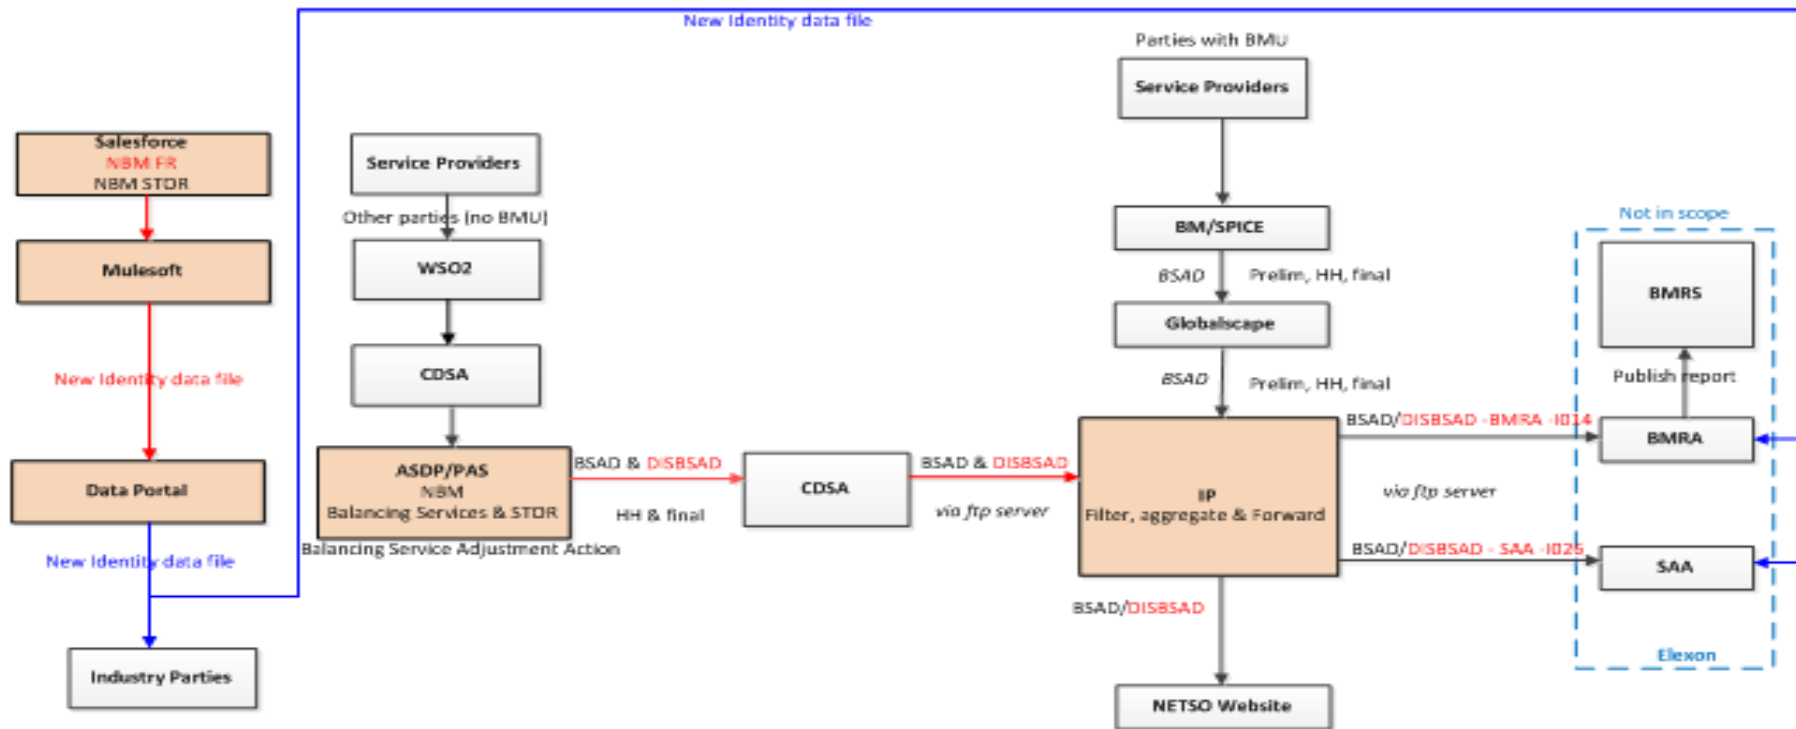 New Identity data file
Parties with BMU
Service Providers
Salesforce
NBM FR
NBM STOR
Service Providers
Other parties (no BMU)
Mulesoft
WSO2
BM/SPICE
BSAD Prelim, HH, final
Not in scope
BMRS
Globalscape
New Identity data file
CDSA
BSAD Prelim, HH, final
Publish report
BSAD/DISBSAD -BMRA -I014
BMRA
Data Portal
ASDP/PAS
NBM
Balancing Services & STOR
BSAD & DISBSAD
HH & final
CDSA
BSAD & DISBSAD
via ftp server
IP
Filter, aggregate & Forward
via ftp server
Balancing Service Adjustment Action
New Identity data file
BSAD/DISBSAD - SAA -I026
SAA
BSAD/DISBSAD
Elexon
Industry Parties
NETSO Website